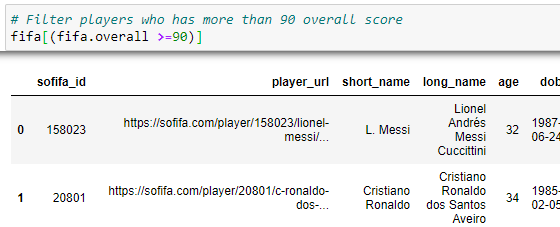 # Filter players who has more than 90 overall score
fifa[(fifa.overall >=90)]
sofifa_id player_url short_name long_name age dob
0 158023 https://sofifa.com/player/158023/lionel-messi/... L. Messi Lionel Andrés Messi Cuccittini 32 1987-06-24
1 20801 https://sofifa.com/player/20801/c-ronaldo-dos-... Cristiano Ronaldo Cristiano Ronaldo dos Santos Aveiro 34 1985-02-05